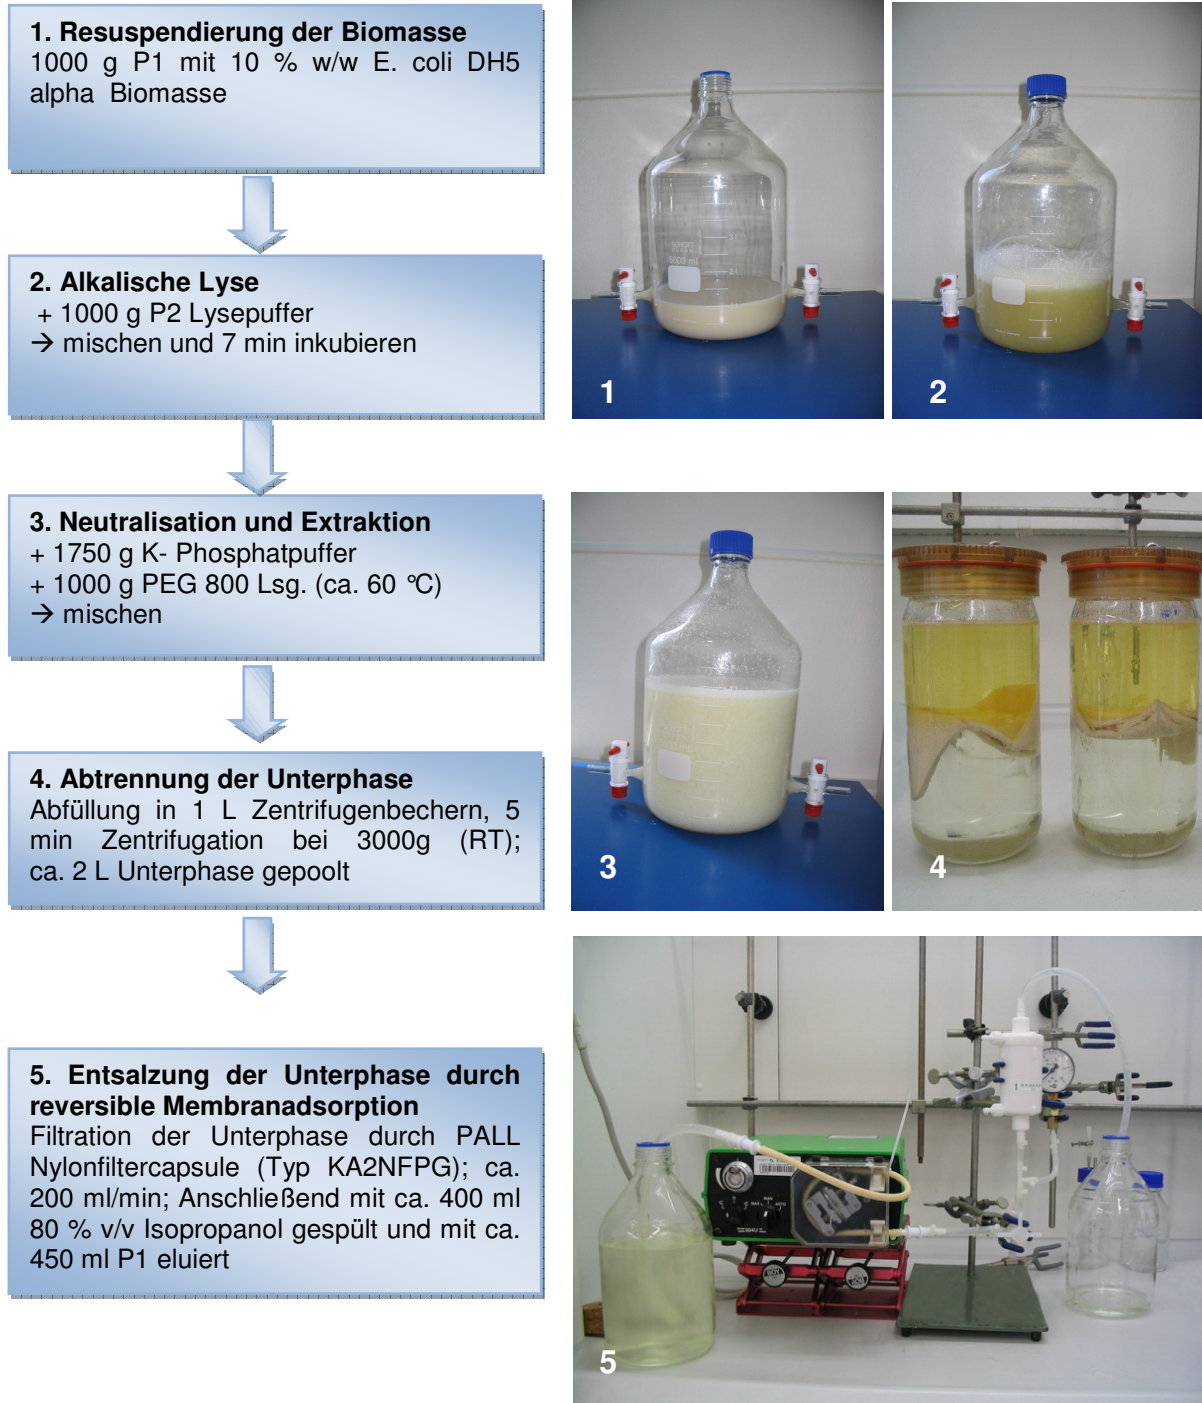 1. Resuspendierung der Biomasse
1000 g P1 mit 10 % w/w E. coli DH5
alpha Biomasse
2. Alkalische Lyse
+ 1000 g P2 Lysepuffer
→ mischen und 7 min inkubieren
3. Neutralisation und Extraktion
+ 1750 g K- Phosphatpuffer
+ 1000 g PEG 800 Lsg. (ca. 60 °C)
→ mischen
4. Abtrennung der Unterphase
Abfüllung in 1 L Zentrifugenbechern, 5
min Zentrifugation bei 3000g (RT);
ca. 2 L Unterphase gepoolt
5. Entsalzung der Unterphase durch
reversible Membranadsorption
Filtration der Unterphase durch PALL
Nylonfiltercapsule (Typ KA2NFPG); ca.
200 ml/min; Anschließend mit ca. 400 ml
80 % v/v Isopropanol gespült und mit ca.
450 ml P1 eluiert
1
2
3
4
5
5000 ml